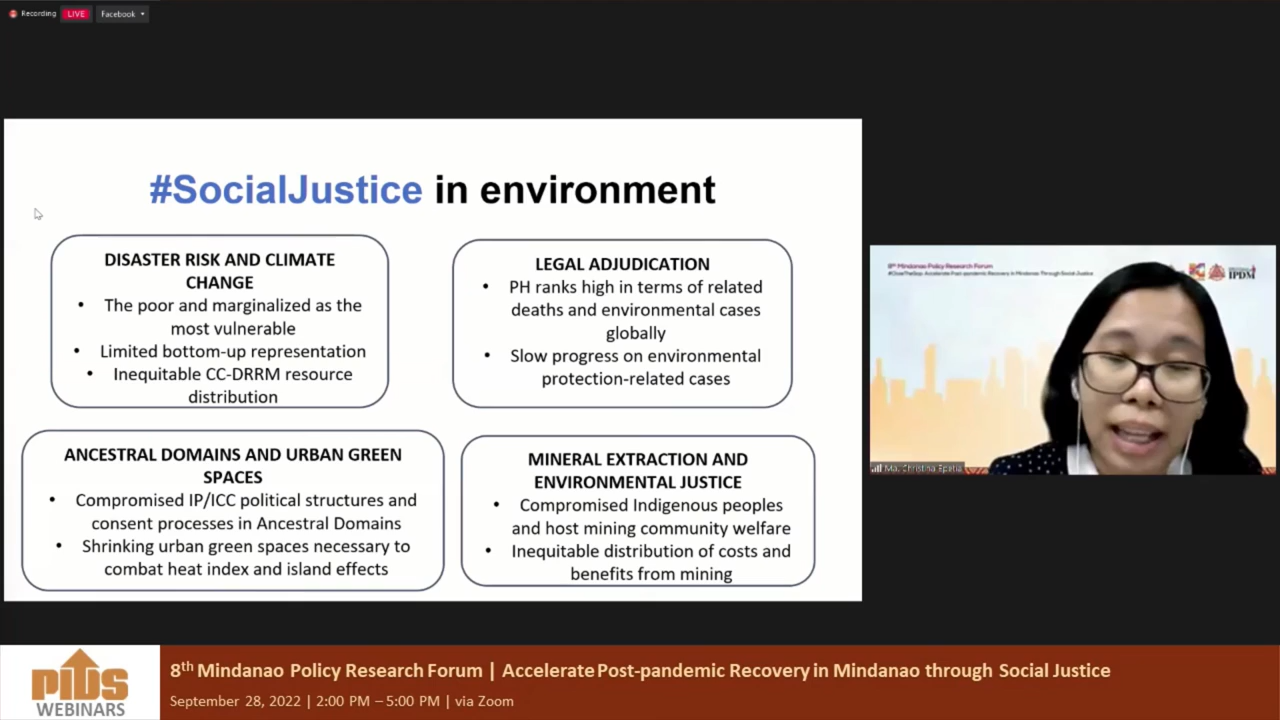 Recording LIVE Facebook
#SocialJustice in environment
DISASTER RISK AND CLIMATE
CHANGE
• The poor and marginalized as the
most vulnerable
• Limited bottom-up representation
• Inequitable CC-DRRM resource
distribution
LEGAL ADJUDICATION
• PH ranks high in terms of related
deaths and environmental cases
globally
• Slow progress on environmental
protection-related cases
ANCESTRAL DOMAINS AND URBAN GREEN
SPACES
• Compromised IP/ICC political structures and
consent processes in Ancestral Domains
• Shrinking urban green spaces necessary to
combat heat index and island effects
MINERAL EXTRACTION AND
ENVIRONMENTAL JUSTICE
• Compromised Indigenous peoples
and host mining community welfare
• Inequitable distribution of costs and
benefits from mining
8th Mindanao Policy Research Forum
#CloseTheGap: Accelerate Post-pandemic Recovery in Mindanao Through Social Justice
IPDM
Ma. Christina Epetia
PIDS
WEBINARS
8th Mindanao Policy Research Forum | Accelerate Post-pandemic Recovery in Mindanao through Social Justice
September 28, 2022 | 2:00 PM – 5:00 PM | via Zoom